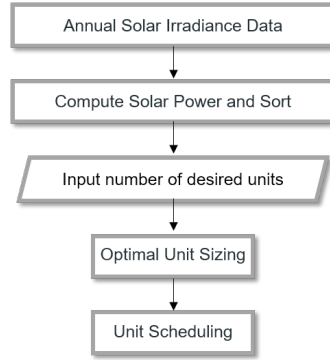 Annual Solar Irradiance Data
Compute Solar Power and Sort
Input number of desired units
Optimal Unit Sizing
Unit Scheduling